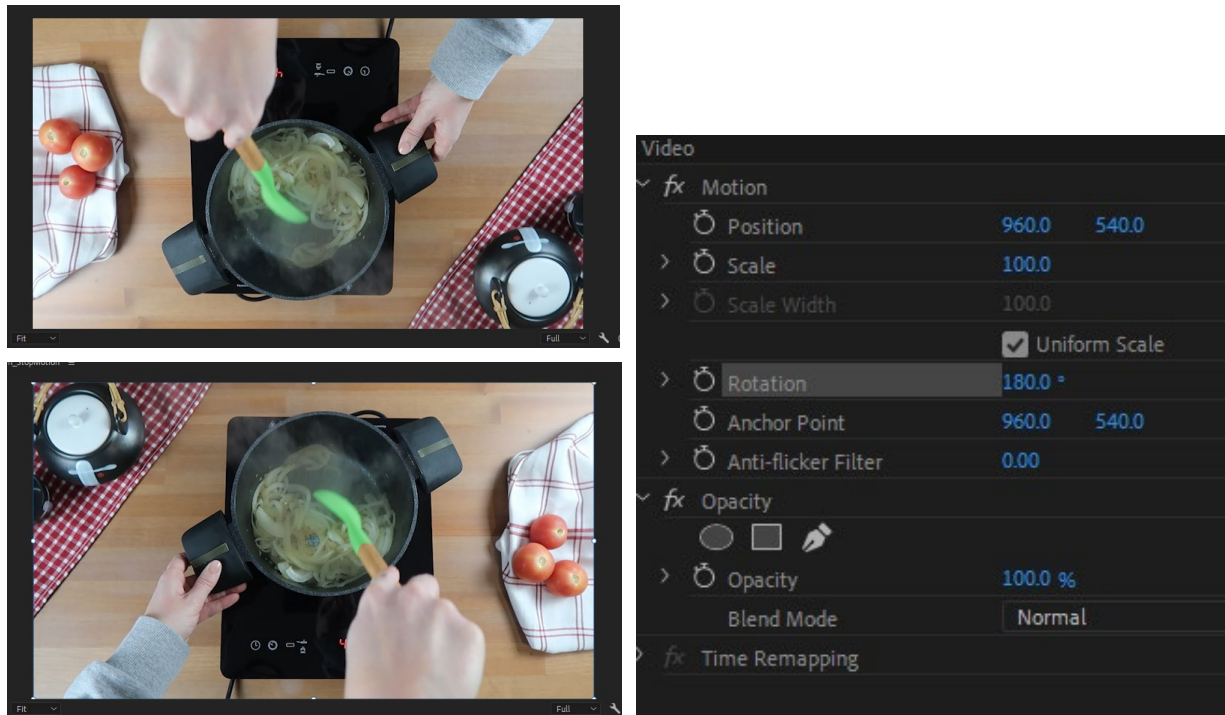 Fit
Full
Fit
Full
Video
fx Motion
Position 960.0 540.0
Scale 100.0
Scale Width 100.0
Uniform Scale
Rotation 180.0 °
Anchor Point 960.0 540.0
Anti-flicker Filter 0.00
fx Opacity
Opacity 100.0 %
Blend Mode Normal
fx Time Remapping